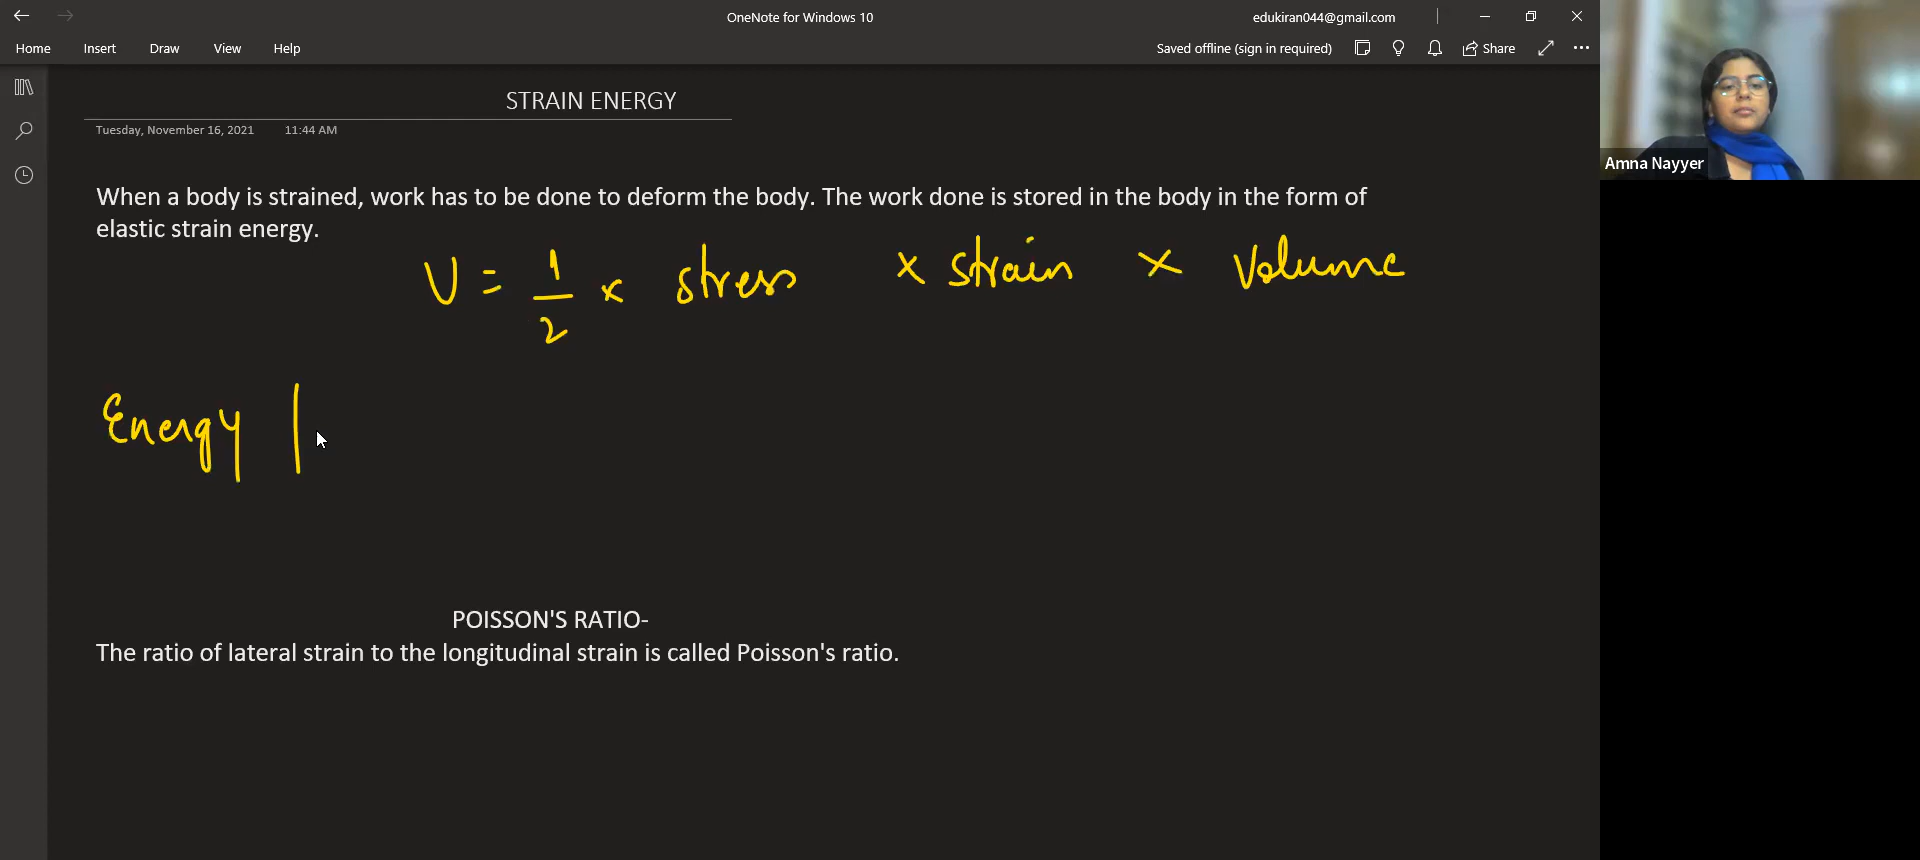 OneNote for Windows 10
edukiran044@gmail.com
Home Insert Draw View Help
Saved offline (sign in required) Share
STRAIN ENERGY
Tuesday, November 16, 2021 11:44 AM
When a body is strained, work has to be done to deform the body. The work done is stored in the body in the form of
elastic strain energy.
U = 1/2 × stress × strain × Volume
Energy |
POISSON'S RATIO-
The ratio of lateral strain to the longitudinal strain is called Poisson's ratio.
Amna Nayyer